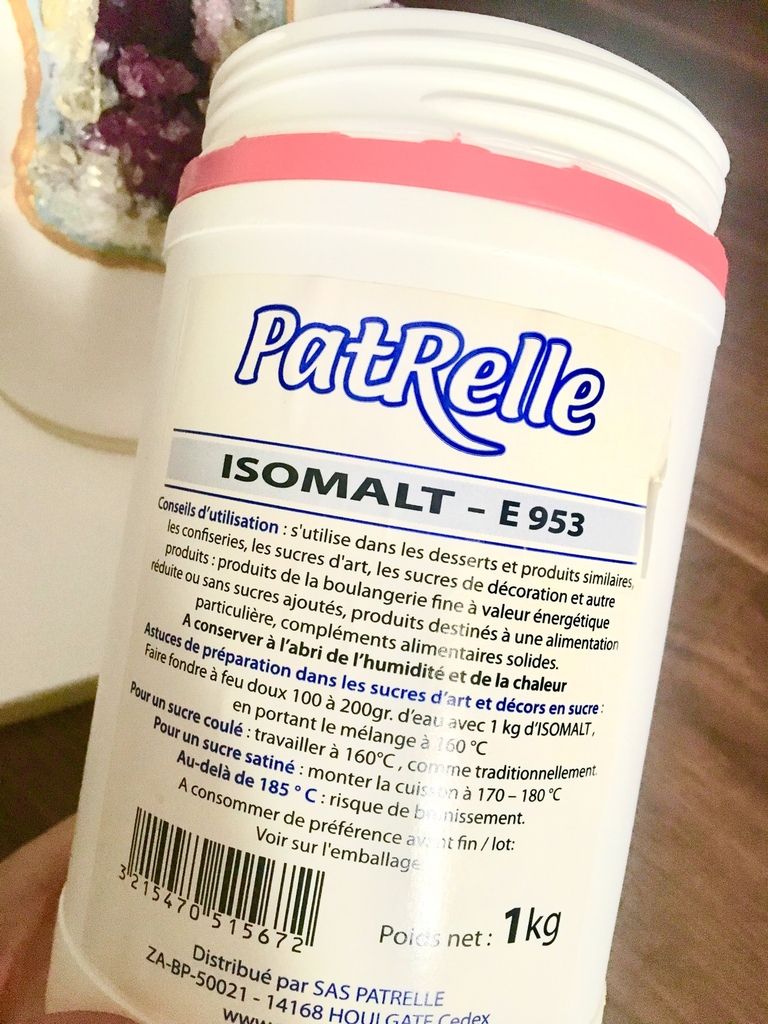 PatRelle
ISOMALT – E 953
Conseils d'utilisation : s'utilise dans les desserts et produits similaires,
les confiseries, les sucres d'art, les sucres de décoration et autre
produits : produits de la boulangerie fine à valeur énergétique
réduite ou sans sucres ajoutés, produits destinés à une alimentation
particulière, compléments alimentaires solides.
A conserver à l'abri de l'humidité et de la chaleur
Astuces de préparation dans les sucres d'art et décors en sucre :
Faire fondre à feu doux 100 à 200gr. d'eau avec 1 kg d'ISOMALT,
en portant le mélange à 160 °C
Pour un sucre coulé : travailler à 160°C , comme traditionnellement.
Pour un sucre satiné : monter la cuisson à 170 – 180 °C
Au-delà de 185 ° C : risque de brunissement.
A consommer de préférence avant fin / lot:
Voir sur l'emballage
3 215470 515672
Poids net : 1kg
Distribué par SAS PATRELLE
ZA-BP-50021 - 14168 HOULGATE Cedex
www.